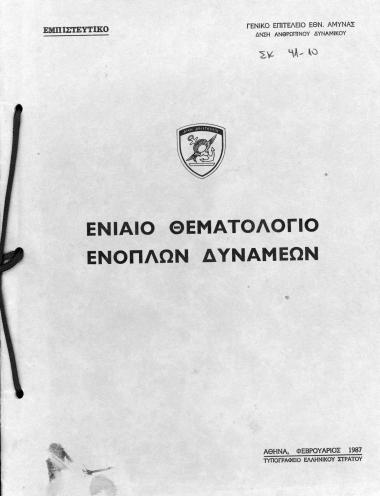 ΕΜΠΙΣΤΕΥΤΙΚΟ
ΓΕΝΙΚΟ ΕΠΙΤΕΛΕΙΟ ΕΘΝ. ΑΜΥΝΑΣ
ΔΝΣΗ ΑΝΘΡΩΠΙΝΟΥ ΔΥΝΑΜΙΚΟΥ
ΣΚ 41-10
ΕΝΙΑΙΟ ΘΕΜΑΤΟΛΟΓΙΟ
ΕΝΟΠΛΩΝ ΔΥΝΑΜΕΩΝ
ΑΘΗΝΑ, ΦΕΒΡΟΥΑΡΙΟΣ 1987
ΤΥΠΟΓΡΑΦΕΙΟ ΕΛΛΗΝΙΚΟΥ ΣΤΡΑΤΟΥ